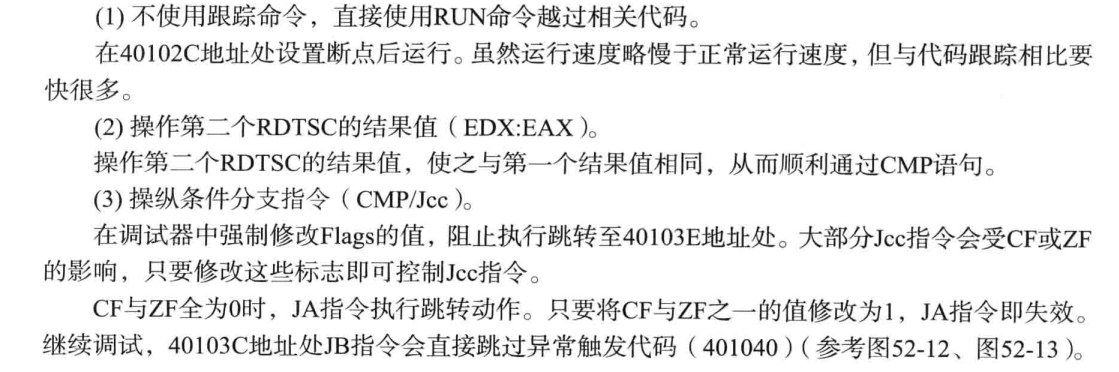 (1) 不使用跟踪命令，直接使用RUN命令越过相关代码。
在40102C地址处设置断点后运行。虽然运行速度略慢于正常运行速度，但与代码跟踪相比要
快很多。
(2) 操作第二个RDTSC的结果值（EDX:EAX）。
操作第二个RDTSC的结果值，使之与第一个结果值相同，从而顺利通过CMP语句。
(3) 操纵条件分支指令（CMP/Jcc）。
在调试器中强制修改Flags的值，阻止执行跳转至40103E地址处。大部分Jcc指令会受CF或ZF
的影响，只要修改这些标志即可控制Jcc指令。
CF与ZF全为0时，JA指令执行跳转动作。只要将CF与ZF之一的值修改为1，JA指令即失效。
继续调试，40103C地址处JB指令会直接跳过异常触发代码（401040）（参考图52-12、图52-13）。